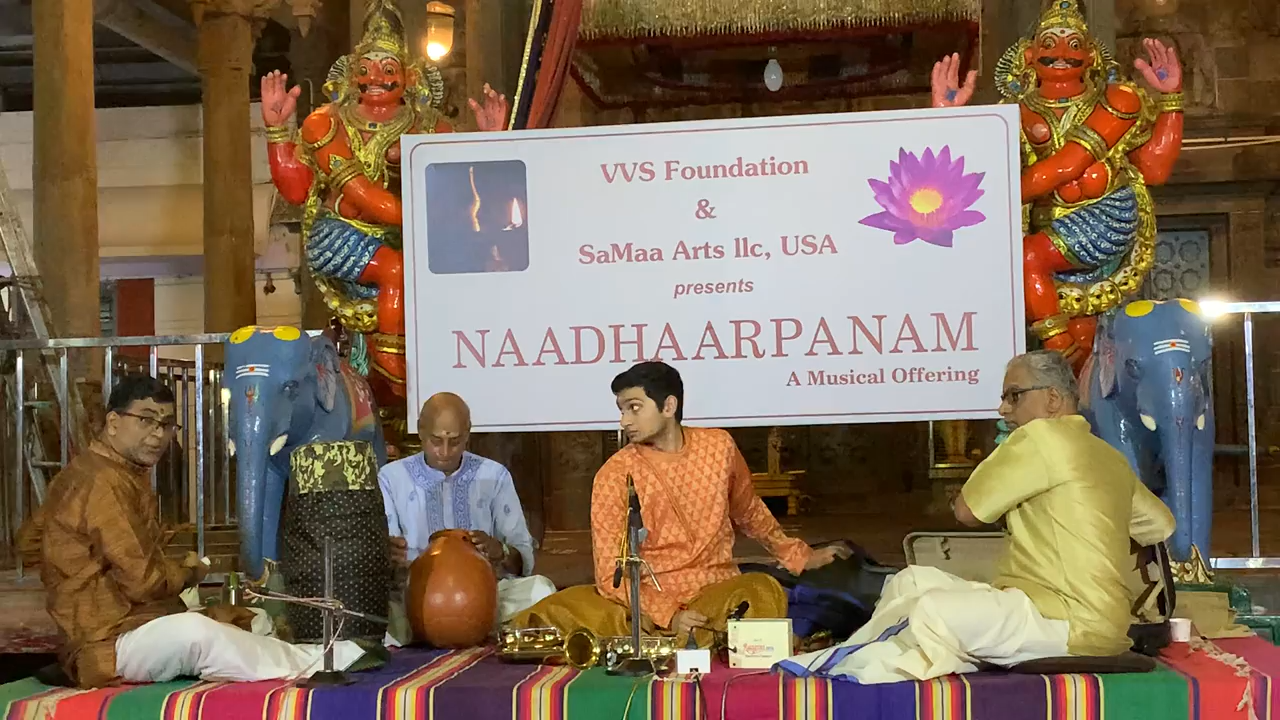 VVS Foundation
&
SaMaa Arts llc, USA
presents
NAADHAARPANAM
A Musical Offering